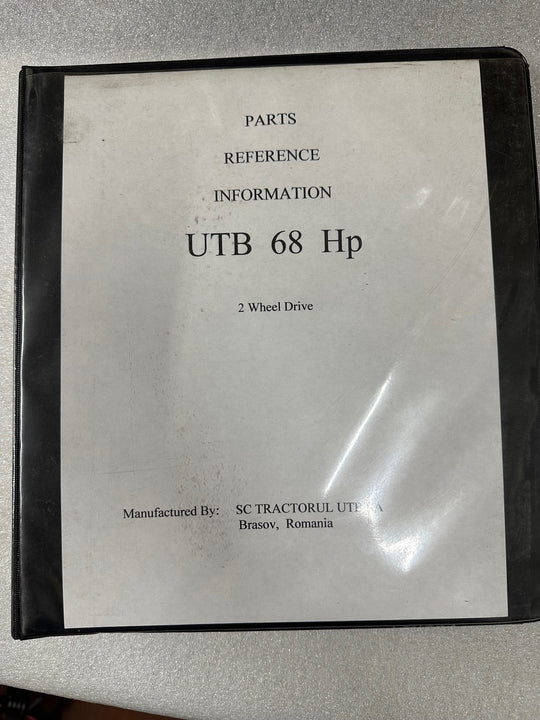 PARTS
REFERENCE
INFORMATION
UTB 68 Hp
2 Wheel Drive
Manufactured By: SC TRACTORUL
Brasov, Romania